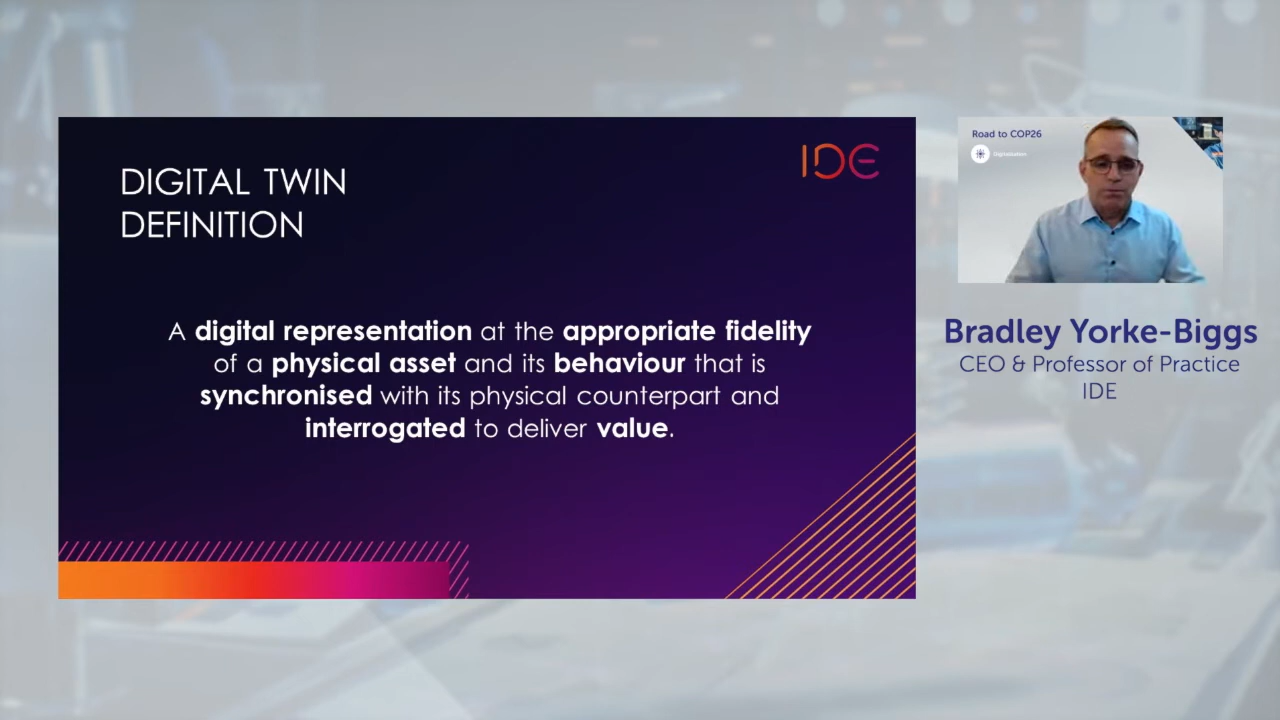 DIGITAL TWIN
DEFINITION
IDE
A digital representation at the appropriate fidelity
of a physical asset and its behaviour that is
synchronised with its physical counterpart and
interrogated to deliver value.
Road to COP26
Digitalisation
Bradley Yorke-Biggs
CEO & Professor of Practice
IDE